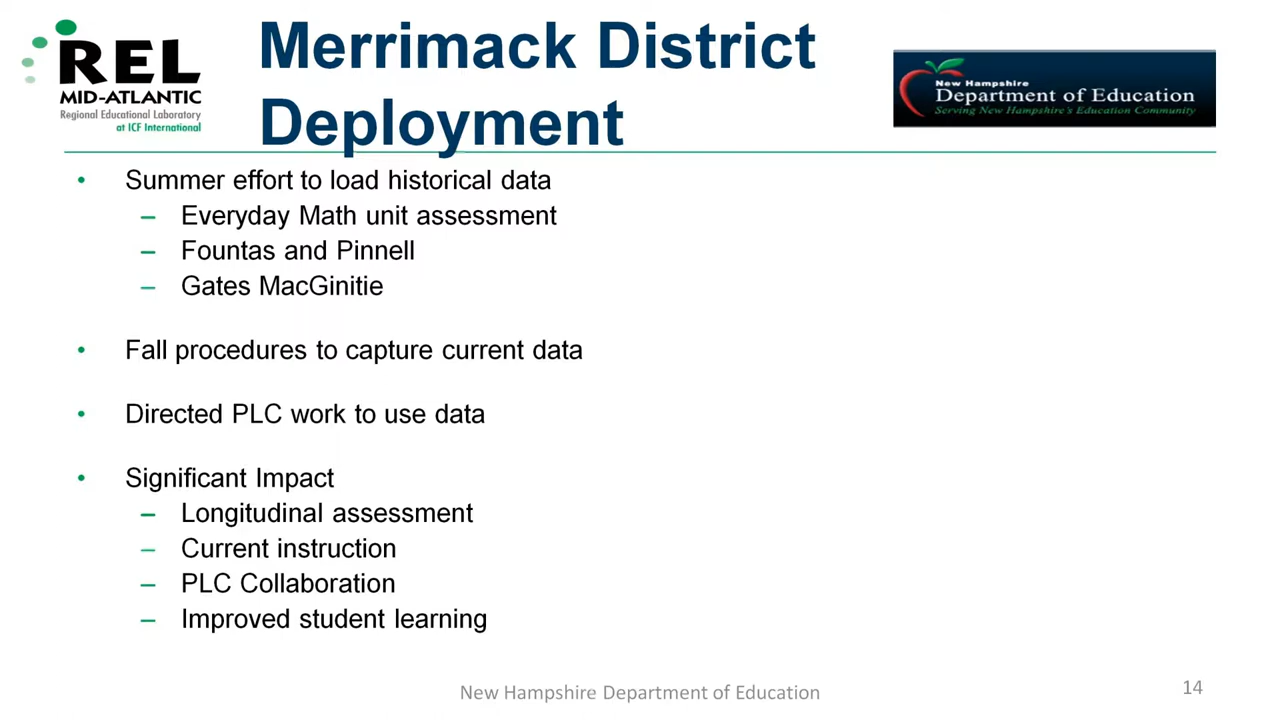 REL
MID-ATLANTIC
Regional Educational Laboratory
at ICF International
Merrimack District
Deployment
New Hampshire
Department of Education
Serving New Hampshire's Education Community
• Summer effort to load historical data
– Everyday Math unit assessment
– Fountas and Pinnell
– Gates MacGinitie
• Fall procedures to capture current data
• Directed PLC work to use data
• Significant Impact
– Longitudinal assessment
– Current instruction
– PLC Collaboration
– Improved student learning
New Hampshire Department of Education
14